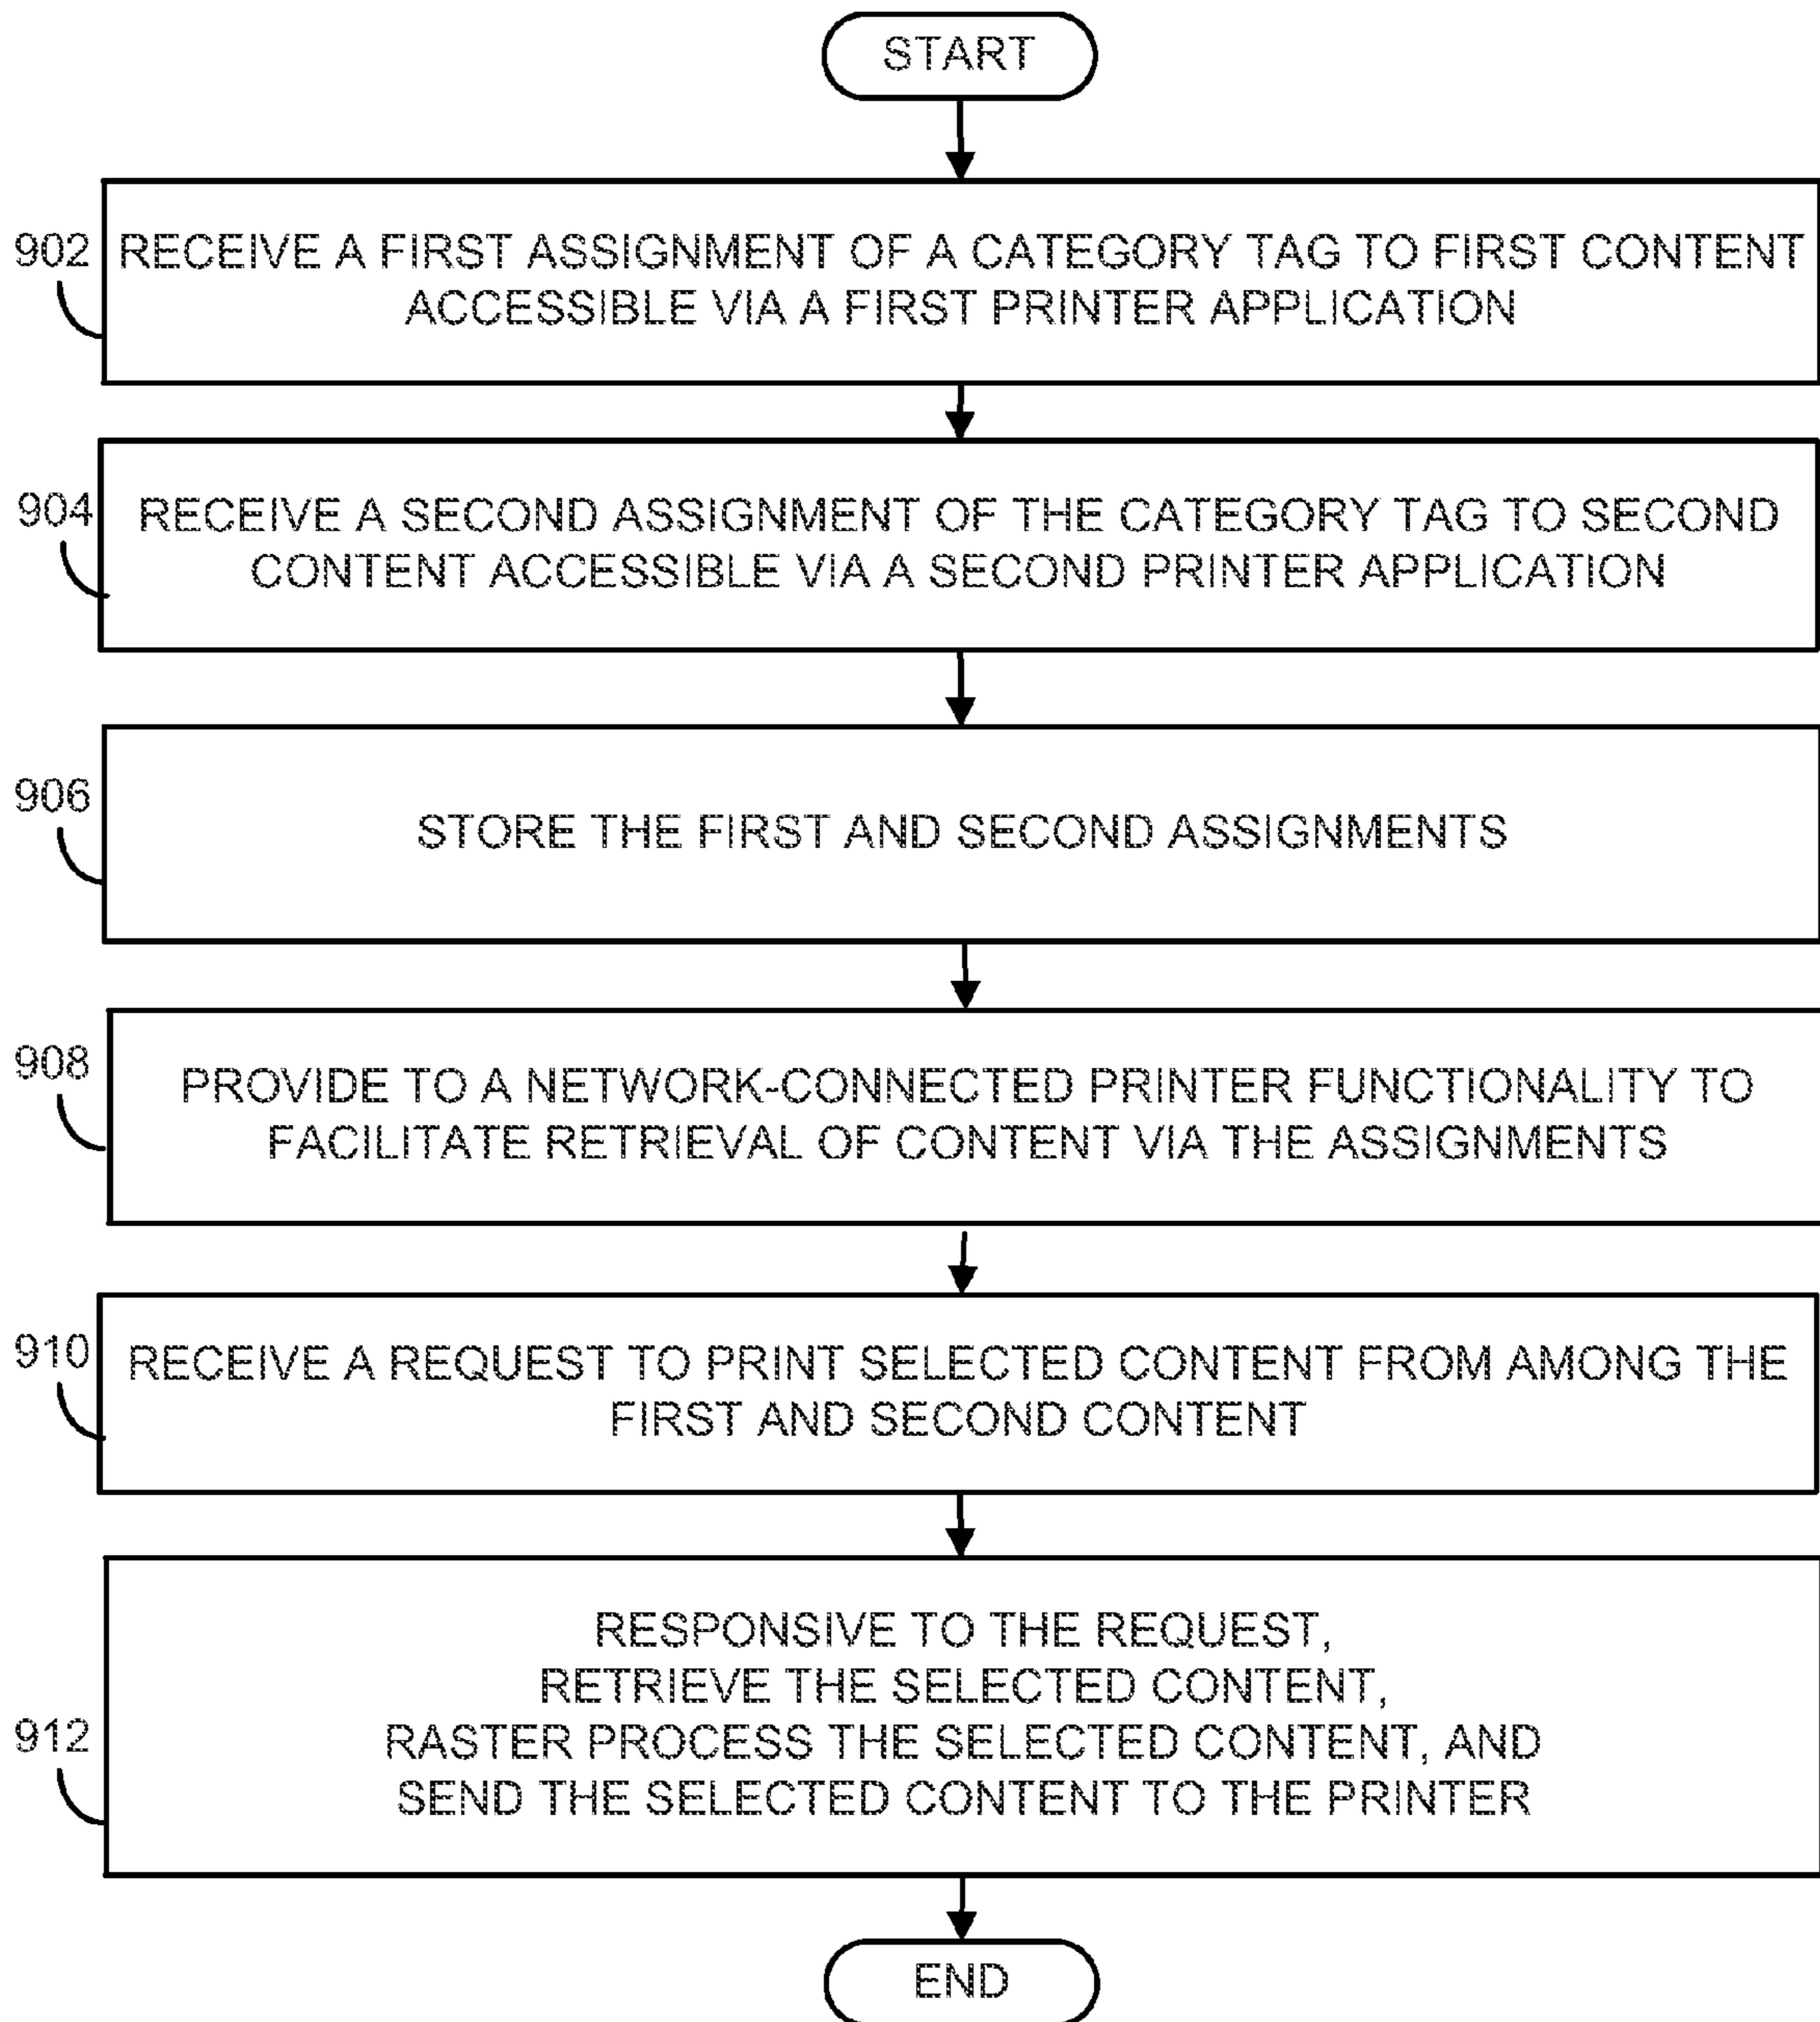 START
902
RECEIVE A FIRST ASSIGNMENT OF A CATEGORY TAG TO FIRST CONTENT
ACCESSIBLE VIA A FIRST PRINTER APPLICATION
904
RECEIVE A SECOND ASSIGNMENT OF THE CATEGORY TAG TO SECOND
CONTENT ACCESSIBLE VIA A SECOND PRINTER APPLICATION
906
STORE THE FIRST AND SECOND ASSIGNMENTS
908
PROVIDE TO A NETWORK-CONNECTED PRINTER FUNCTIONALITY TO
FACILITATE RETRIEVAL OF CONTENT VIA THE ASSIGNMENTS
910
RECEIVE A REQUEST TO PRINT SELECTED CONTENT FROM AMONG THE
FIRST AND SECOND CONTENT
912
RESPONSIVE TO THE REQUEST,
RETRIEVE THE SELECTED CONTENT,
RASTER PROCESS THE SELECTED CONTENT, AND
SEND THE SELECTED CONTENT TO THE PRINTER
END